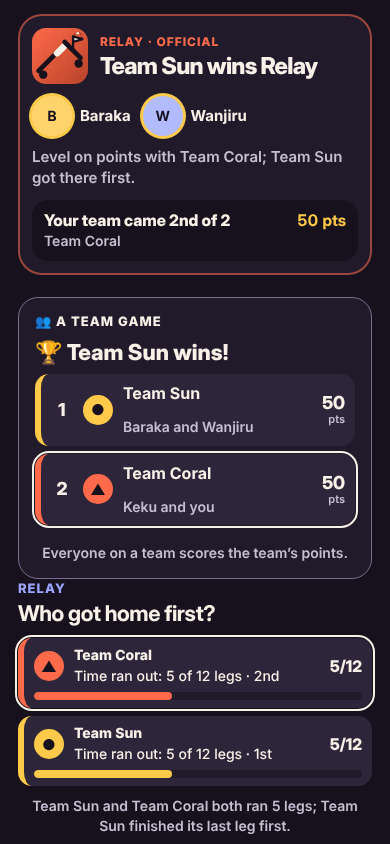 RELAY · OFFICIAL
Team Sun wins Relay
B Baraka W Wanjiru
Level on points with Team Coral; Team Sun
got there first.
Your team came 2nd of 2 50 pts
Team Coral
👥 A TEAM GAME
🏆 Team Sun wins!
1 Team Sun 50 pts
Baraka and Wanjiru
2 Team Coral 50 pts
Keku and you
Everyone on a team scores the team's points.
RELAY
Who got home first?
Team Coral 5/12
Time ran out: 5 of 12 legs · 2nd
Team Sun 5/12
Time ran out: 5 of 12 legs · 1st
Team Sun and Team Coral both ran 5 legs; Team
Sun finished its last leg first.